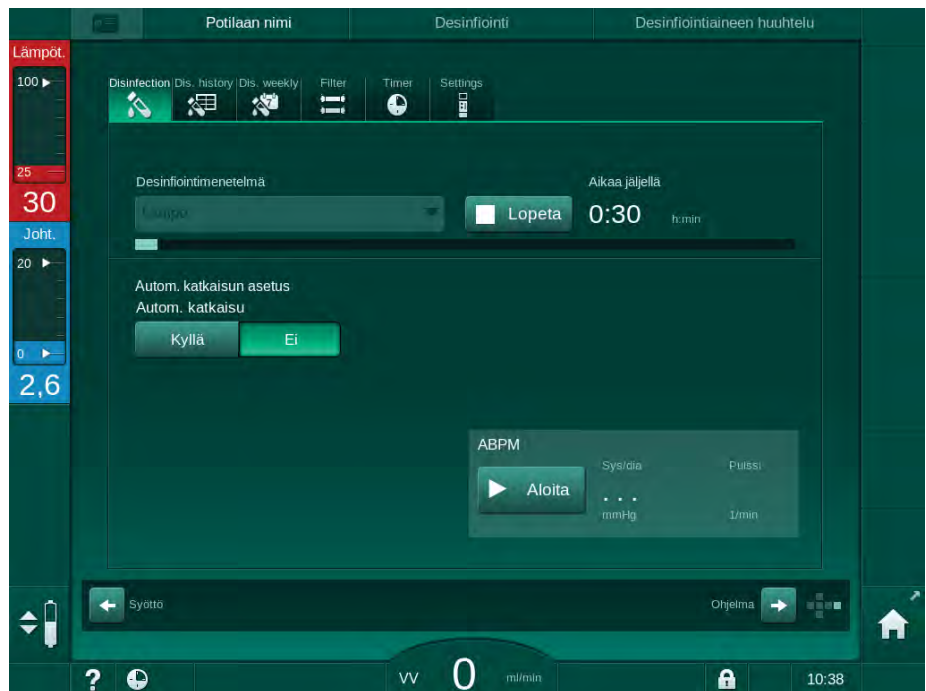 Potilaan nimi Desinfiointi Desinfiointiaineen huuhtelu
Lämpöt.
100
25
30
Joht.
20
0
2,6
Disinfection Dis. history Dis. weekly Filter Timer Settings
7
Desinfiointimenetelmä Aikaa jäljellä
Lopeta 0:30 h:min
Autom. katkaisun asetus
Autom. katkaisu
Kyllä Ei
ABPM
Sys/dia Pulssi
Aloita . . .
mmHg 1/min
Syöttö Ohjelma
? VV 0 ml/min 10:38